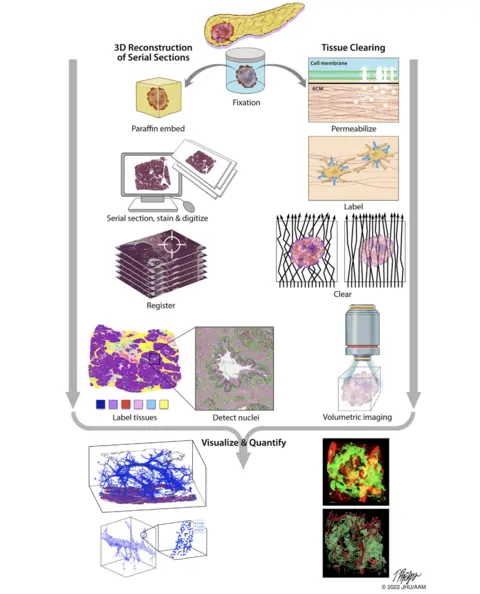 3D Reconstruction
of Serial Sections
Tissue Clearing
Fixation
Cell membrane
ECM
Paraffin embed
Permeabilize
Label
Serial section, stain & digitize
Register
Clear
Label tissues
Detect nuclei
Volumetric imaging
Visualize & Quantify
© 2022 JHU/AAM